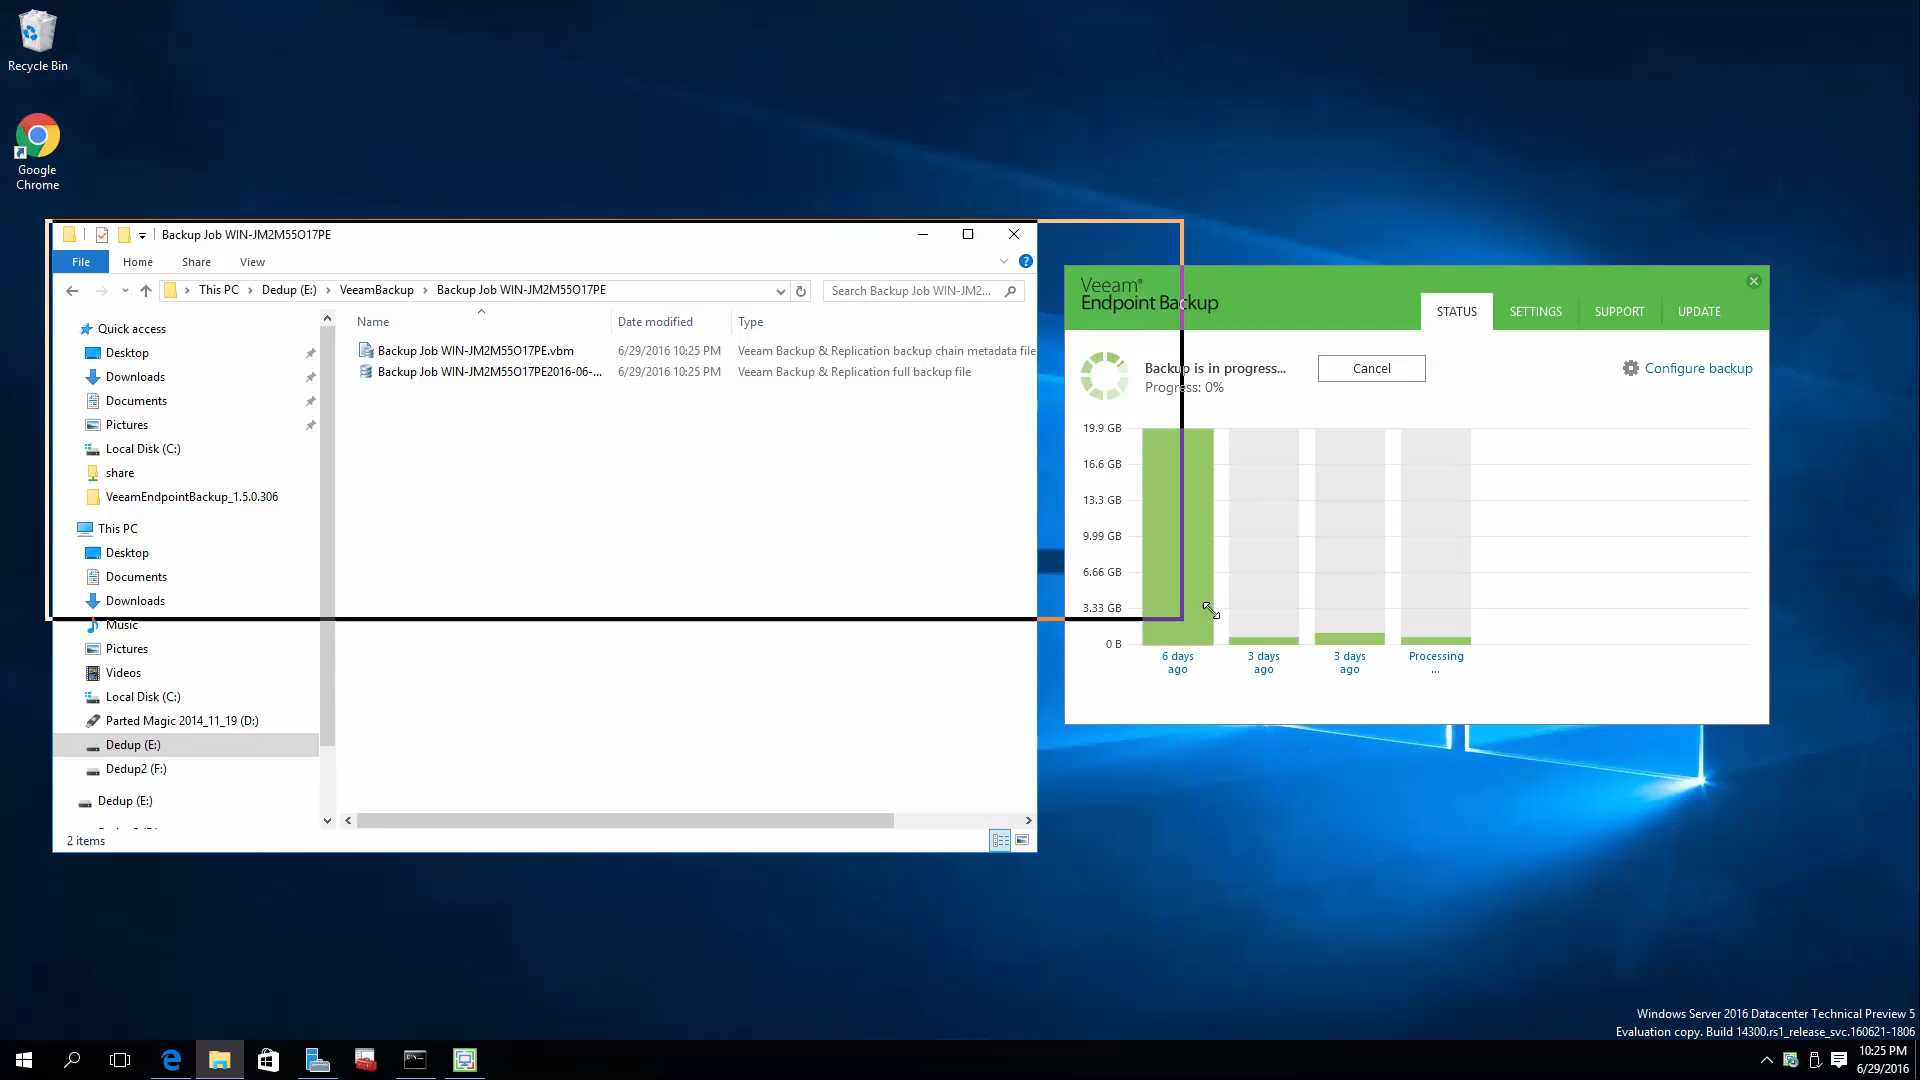 Recycle Bin
Google
Chrome
Backup Job WIN-JM2M55O17PE
File
Home
Share
View
This PC
Dedup (E:)
VeeamBackup
Backup Job WIN-JM2M55O17PE
Search Backup Job WIN-JM2...
Quick access
Desktop
Downloads
Documents
Pictures
Local Disk (C:)
share
VeeamEndpointBackup_1.5.0.306
This PC
Desktop
Documents
Downloads
Music
Pictures
Videos
Local Disk (C:)
Parted Magic 2014_11_19 (D:)
Dedup (E:)
Dedup2 (F:)
Dedup (E:)
Name
Date modified
Type
Backup Job WIN-JM2M55O17PE.vbm
6/29/2016 10:25 PM
Veeam Backup & Replication backup chain metadata file
Backup Job WIN-JM2M55O17PE2016-06-...
6/29/2016 10:25 PM
Veeam Backup & Replication full backup file
2 items
Veeam®
Endpoint Backup
STATUS
SETTINGS
SUPPORT
UPDATE
Backup is in progress...
Progress: 0%
Cancel
Configure backup
19.9 GB
16.6 GB
13.3 GB
9.99 GB
6.66 GB
3.33 GB
0 B
6 days
ago
3 days
ago
3 days
ago
Processing
...
Windows Server 2016 Datacenter Technical Preview 5
Evaluation copy. Build 14300.rs1_release_svc.160621-1806
10:25 PM
6/29/2016